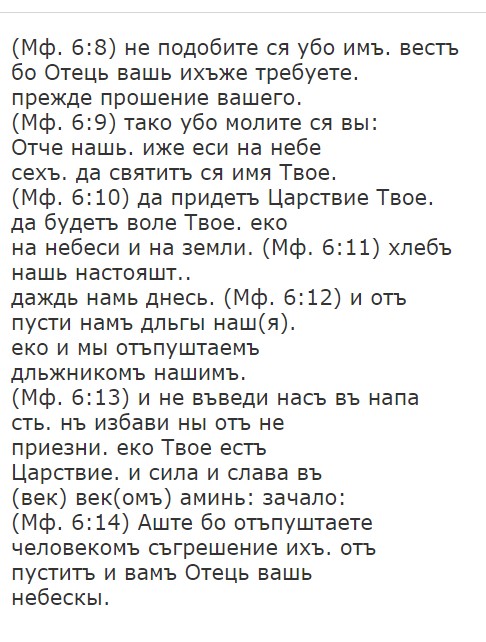 (Мф. 6:8) не подобите ся убо имъ. вестъ
бо Отець вашь ихъже требуете.
прежде прошение вашего.
(Мф. 6:9) тако убо молите ся вы:
Отче нашь. иже еси на небе
сехъ. да святитъ ся имя Твое.
(Мф. 6:10) да придетъ Царствие Твое.
да будетъ воле Твое. еко
на небеси и на земли. (Мф. 6:11) хлебъ
нашь настояшт..
даждь намь днесь. (Мф. 6:12) и отъ
пусти намъ дльгы наш(я).
еко и мы отъпуштаемъ
дльжникомъ нашимъ.
(Мф. 6:13) и не въведи насъ въ напа
сть. нъ избави ны отъ не
приезни. еко Твое естъ
Царствие. и сила и слава въ
(век) век(омъ) аминь: зачало:
(Мф. 6:14) Аште бо отъпуштаете
человекомъ съгрешение ихъ. отъ
пуститъ и вамъ Отець вашь
небескы.